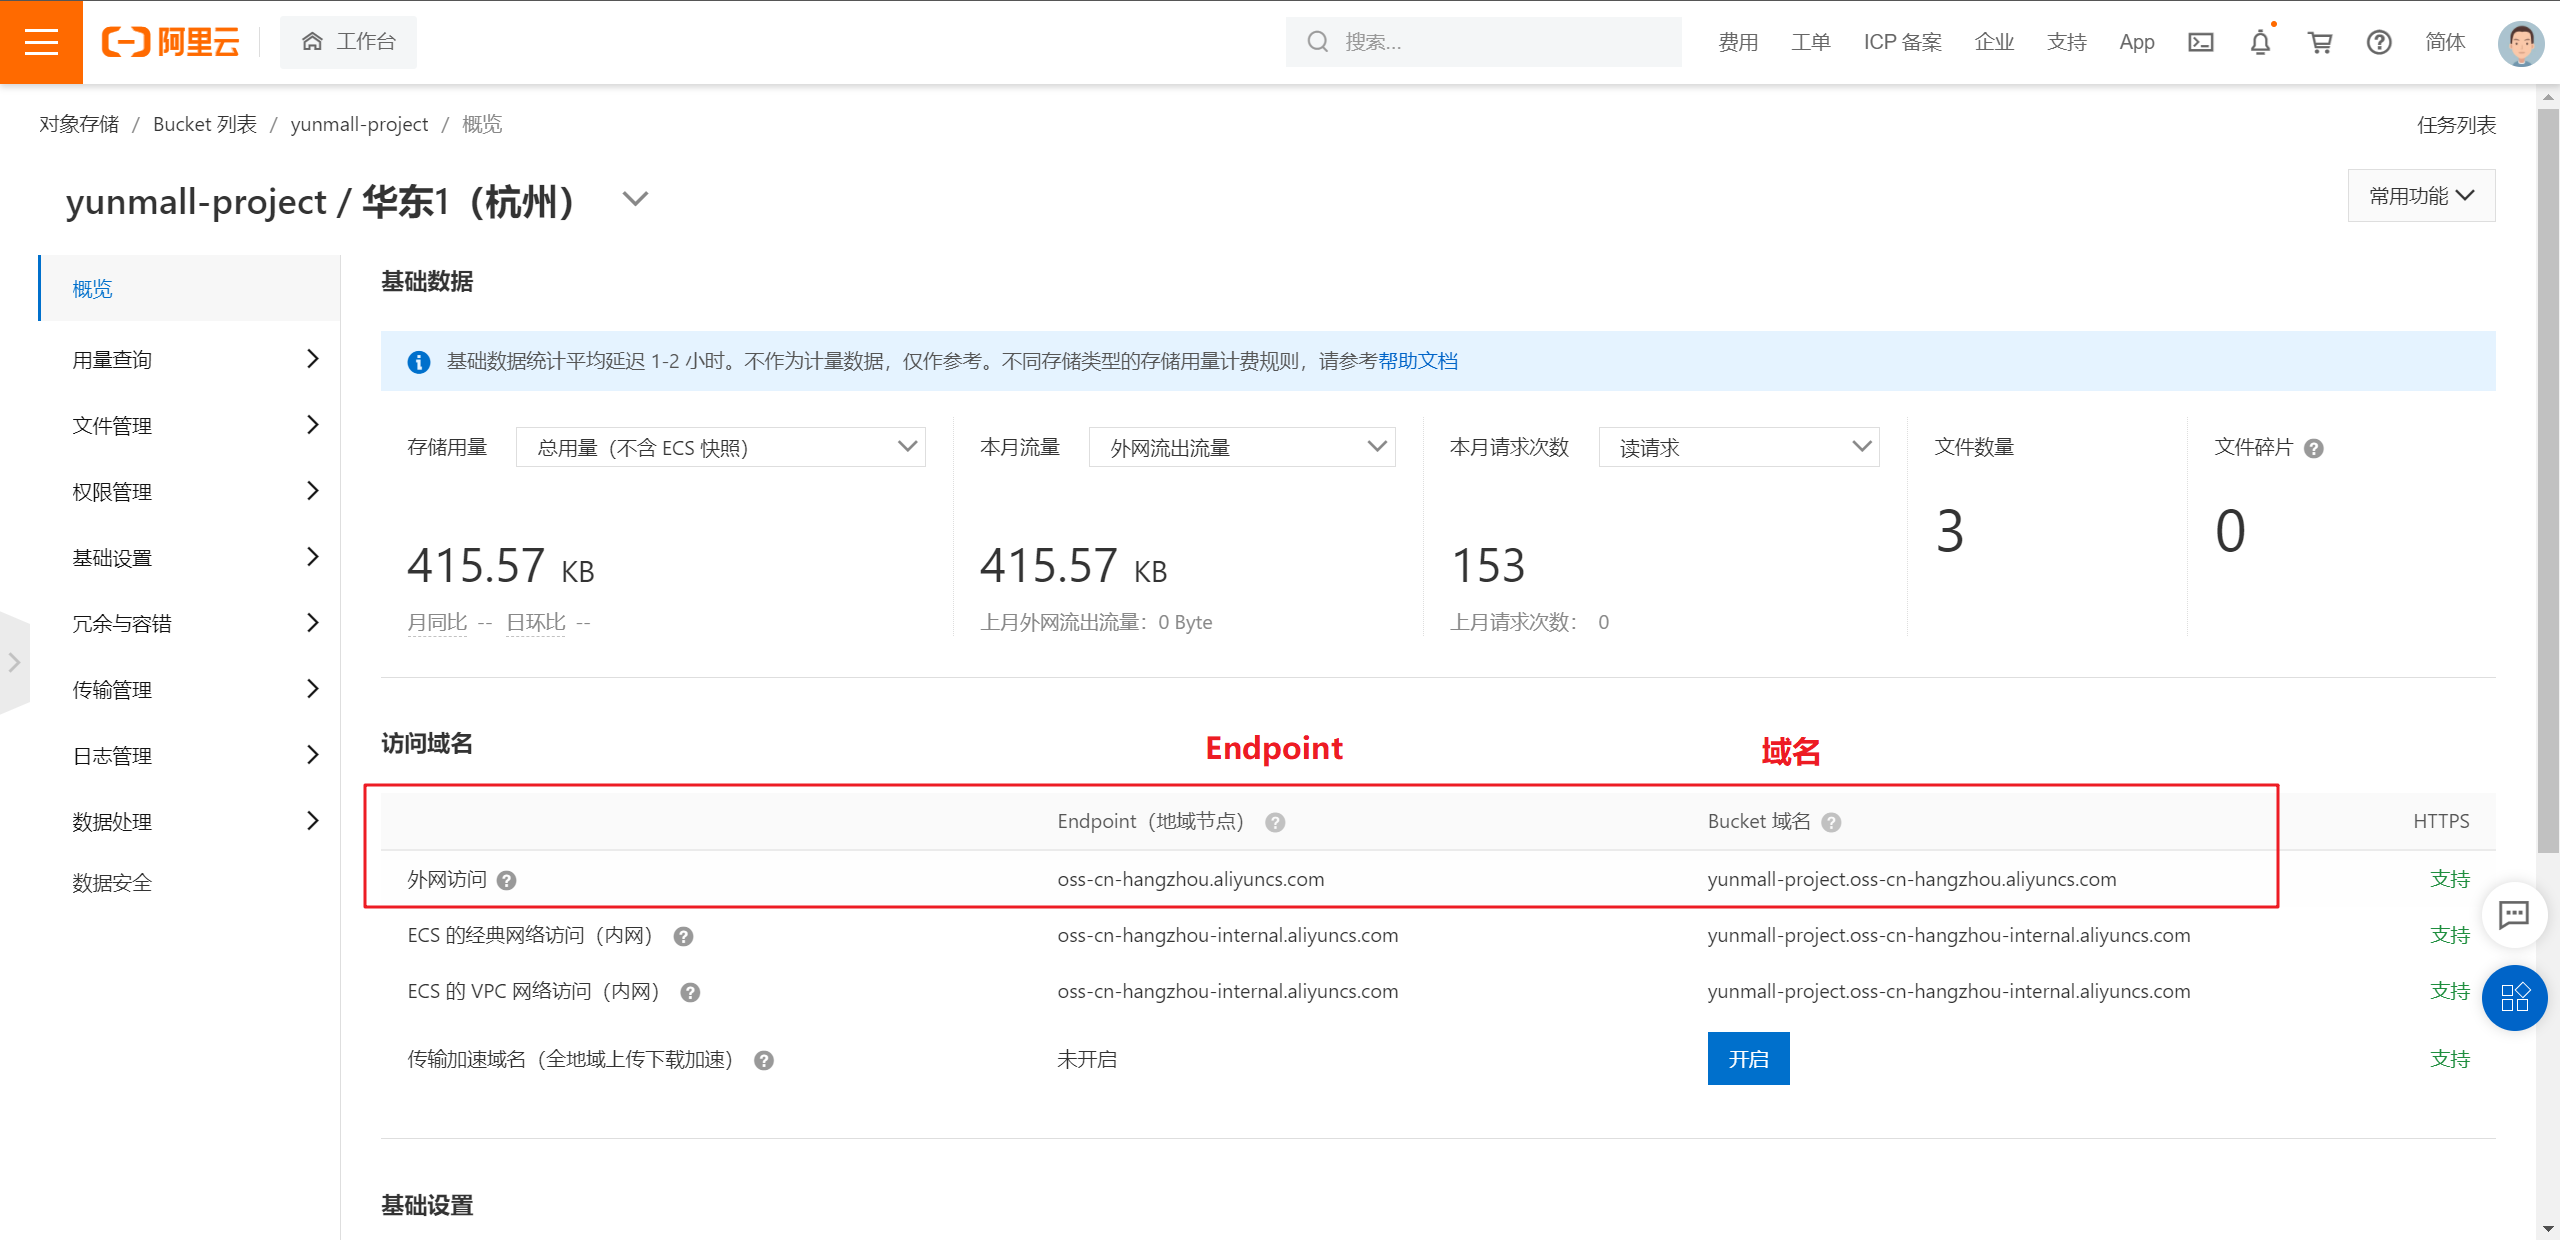 阿里云
工作台
搜索...
费用 工单 ICP 备案 企业 支持 App 简体
对象存储 / Bucket 列表 / yunmall-project / 概览
任务列表
yunmall-project / 华东1（杭州）
常用功能
概览
用量查询
文件管理
权限管理
基础设置
冗余与容错
传输管理
日志管理
数据处理
数据安全
基础数据
基础数据统计平均延迟 1-2 小时。不作为计量数据，仅作参考。不同存储类型的存储用量计费规则，请参考帮助文档
存储用量 总用量（不含 ECS 快照）
415.57 KB
月同比 -- 日环比 --
本月流量 外网流出流量
415.57 KB
上月外网流出流量：0 Byte
本月请求次数 读请求
153
上月请求次数： 0
文件数量
3
文件碎片
0
访问域名
Endpoint 域名
Endpoint（地域节点） Bucket 域名 HTTPS
外网访问 oss-cn-hangzhou.aliyuncs.com yunmall-project.oss-cn-hangzhou.aliyuncs.com 支持
ECS 的经典网络访问（内网） oss-cn-hangzhou-internal.aliyuncs.com yunmall-project.oss-cn-hangzhou-internal.aliyuncs.com 支持
ECS 的 VPC 网络访问（内网） oss-cn-hangzhou-internal.aliyuncs.com yunmall-project.oss-cn-hangzhou-internal.aliyuncs.com 支持
传输加速域名（全地域上传下载加速） 未开启 开启 支持
基础设置